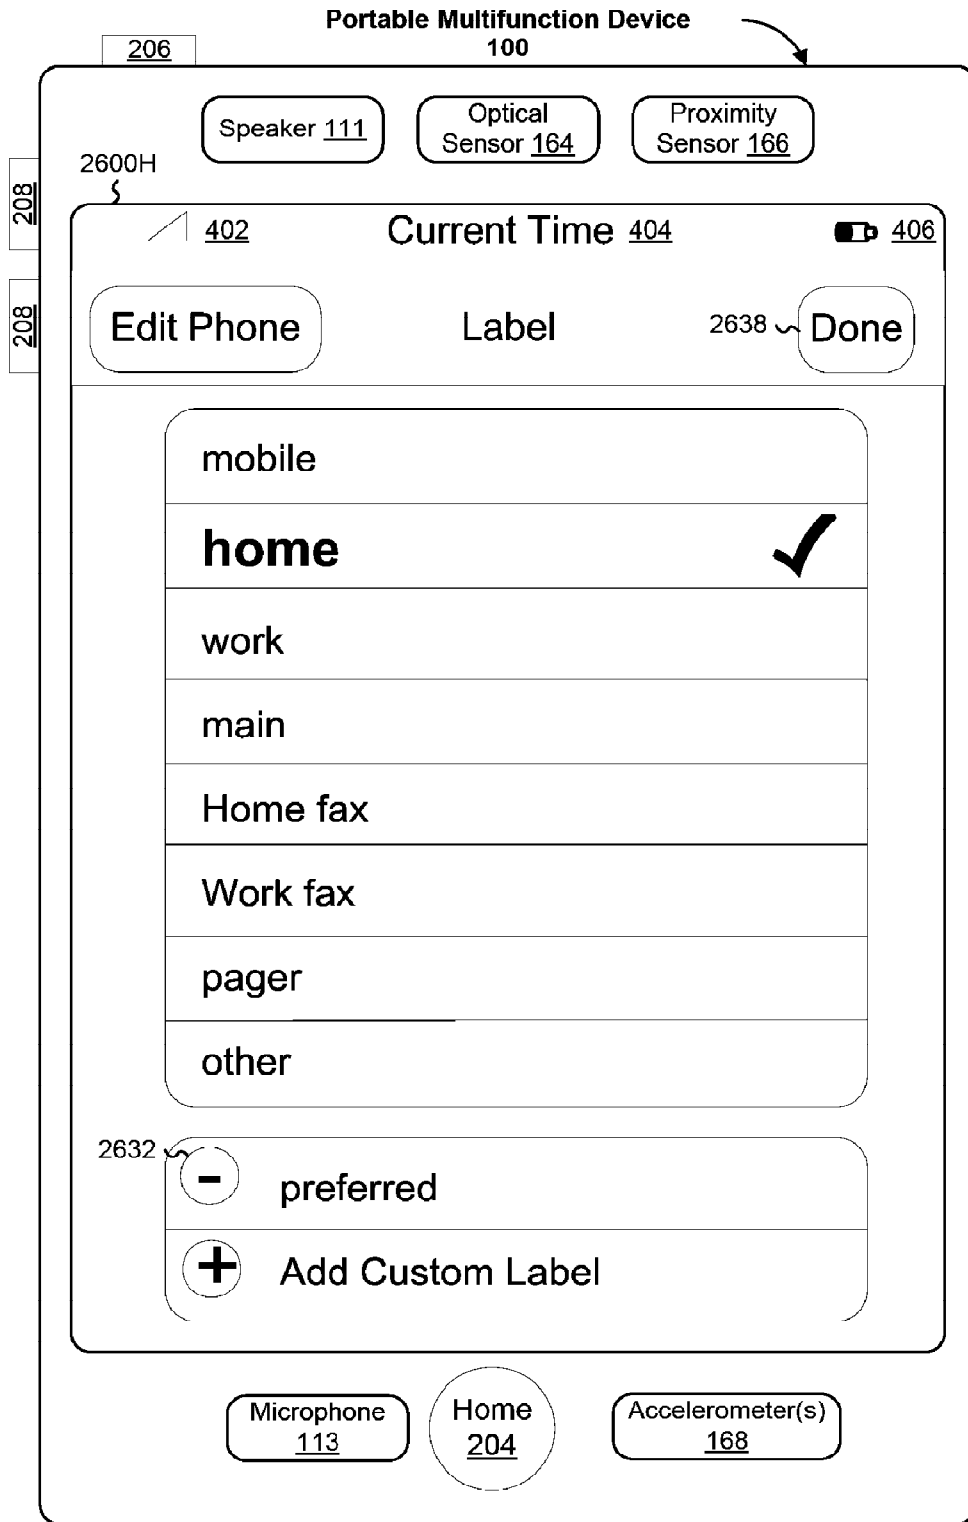 Portable Multifunction Device
100
206
Speaker 111
Optical
Sensor 164
Proximity
Sensor 166
2600H
208
402
Current Time 404
406
208
Edit Phone
Label
2638
Done
mobile
home
work
main
Home fax
Work fax
pager
other
2632
-
preferred
+
Add Custom Label
Microphone
113
Home
204
Accelerometer(s)
168